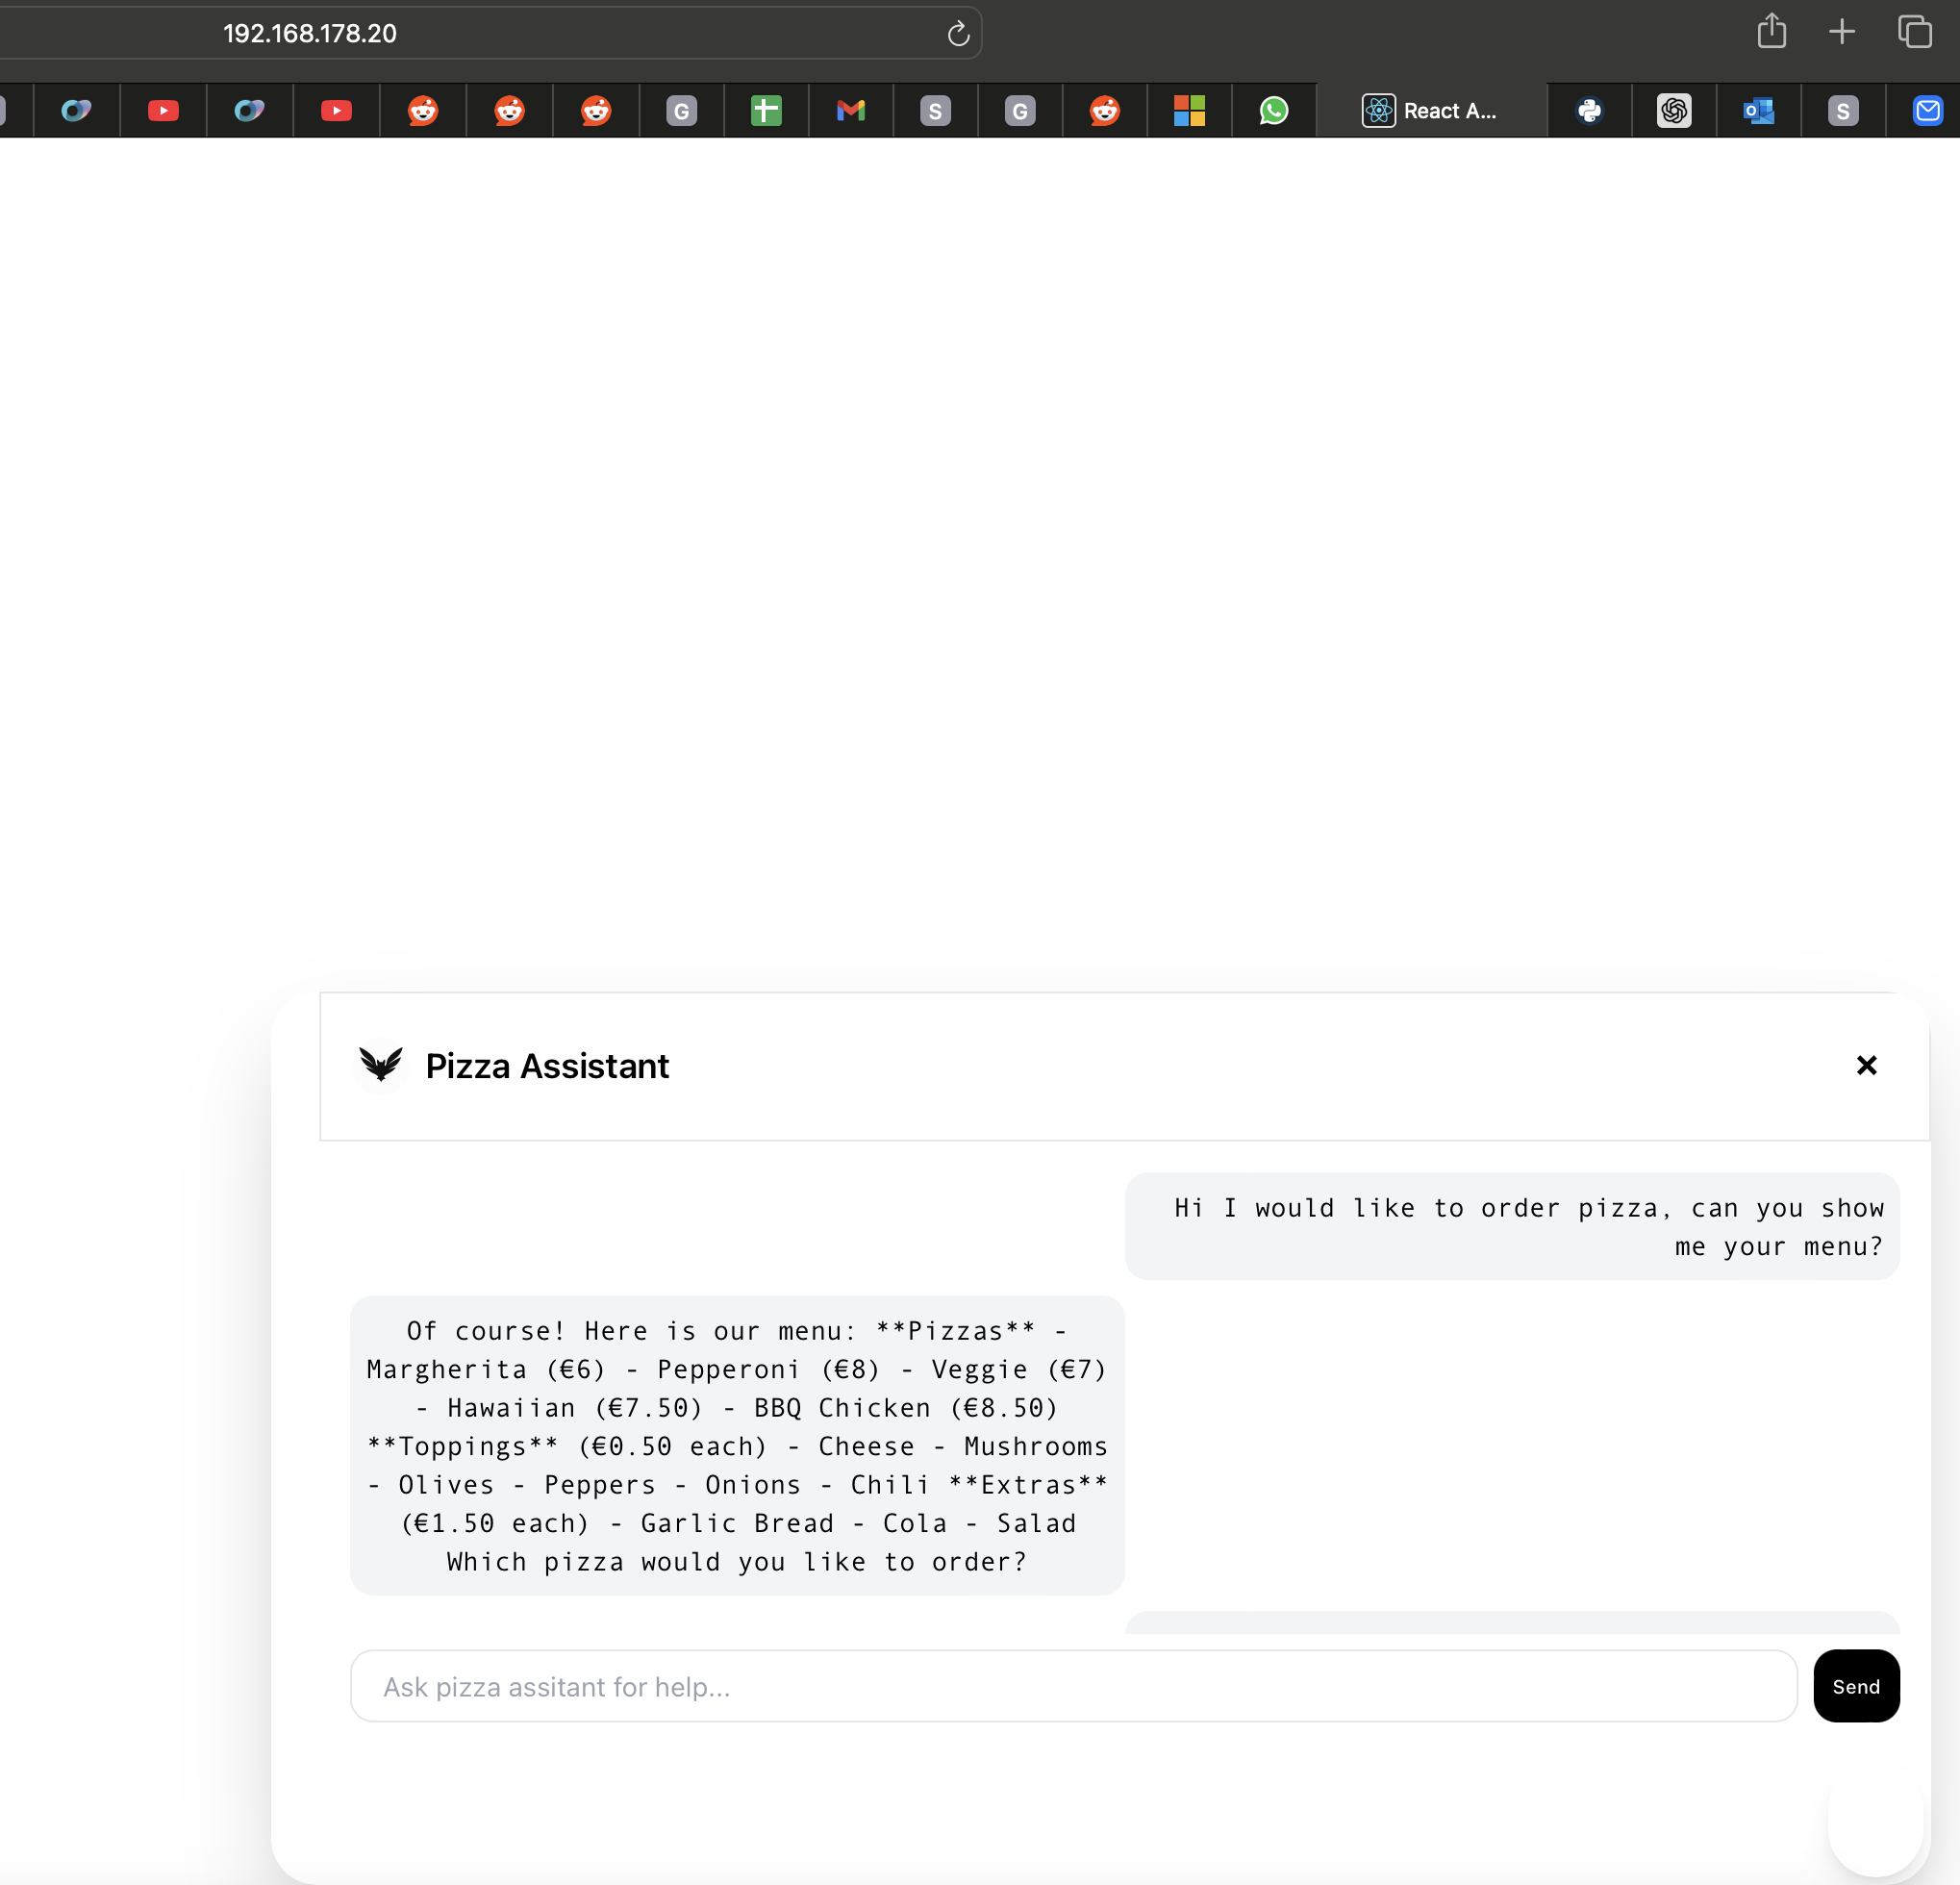 192.168.178.20
G
S
G
React A...
S
Pizza Assistant
Hi I would like to order pizza, can you show
me your menu?
Of course! Here is our menu: **Pizzas** -
Margherita (€6) - Pepperoni (€8) - Veggie (€7)
- Hawaiian (€7.50) - BBQ Chicken (€8.50)
**Toppings** (€0.50 each) - Cheese - Mushrooms
- Olives - Peppers - Onions - Chili **Extras**
(€1.50 each) - Garlic Bread - Cola - Salad
Which pizza would you like to order?
Ask pizza assitant for help...
Send